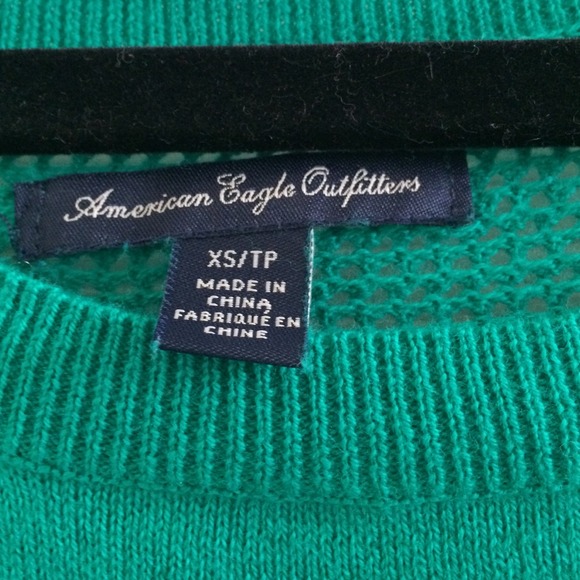 American Eagle Outfitters
XS/TP
MADE IN
CHINA
FABRIQUÉ EN
CHINE